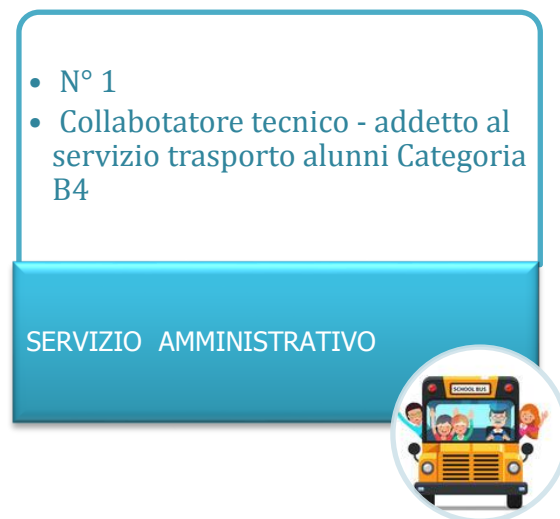 • N° 1
• Collabotatore tecnico - addetto al
servizio trasporto alunni Categoria
B4
SERVIZIO AMMINISTRATIVO
SCHOOL BUS